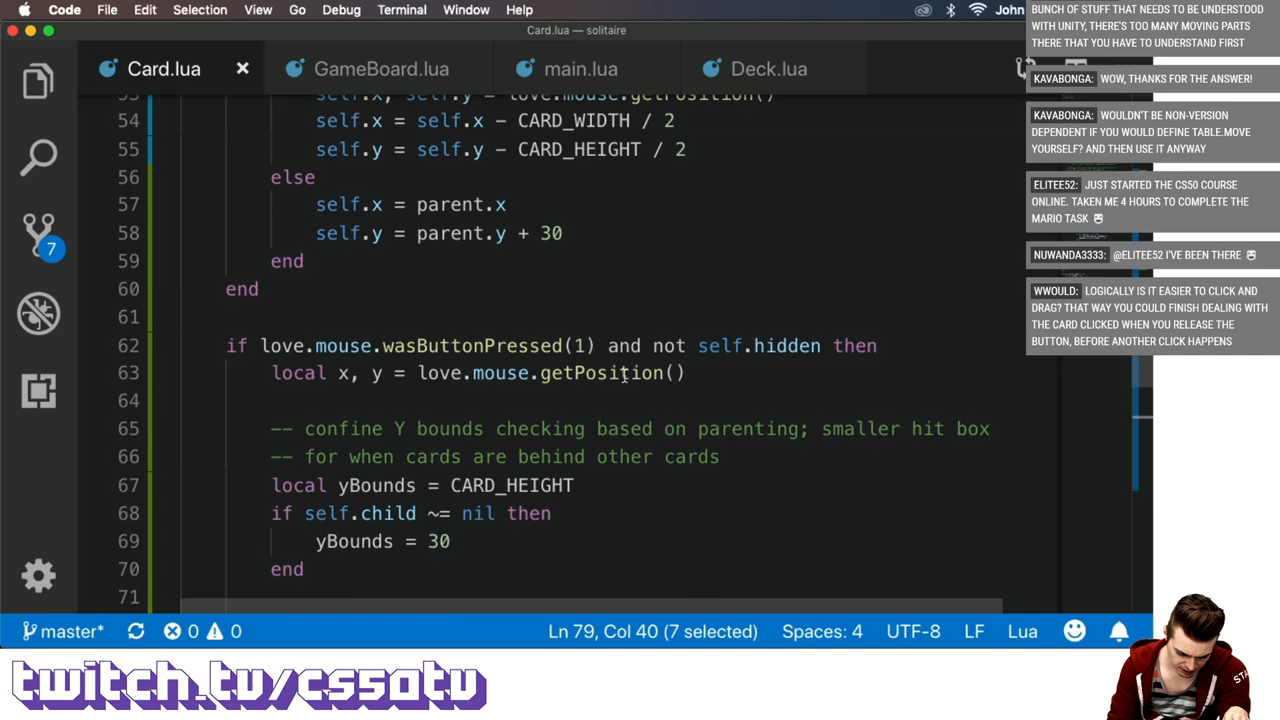 Code File Edit Selection View Go Debug Terminal Window Help John
Card.lua — solitaire
Card.lua GameBoard.lua main.lua Deck.lua
54 self.x = self.x - CARD_WIDTH / 2
55 self.y = self.y - CARD_HEIGHT / 2
56 else
57 self.x = parent.x
58 self.y = parent.y + 30
59 end
60 end
61
62 if love.mouse.wasButtonPressed(1) and not self.hidden then
63 local x, y = love.mouse.getPosition()
64
65 -- confine Y bounds checking based on parenting; smaller hit box
66 -- for when cards are behind other cards
67 local yBounds = CARD_HEIGHT
68 if self.child ~= nil then
69 yBounds = 30
70 end
71
7
master* 0 0 Ln 79, Col 40 (7 selected) Spaces: 4 UTF-8 LF Lua
twitch.tv/cs50tv
BUNCH OF STUFF THAT NEEDS TO BE UNDERSTOOD
WITH UNITY, THERE'S TOO MANY MOVING PARTS
THERE THAT YOU HAVE TO UNDERSTAND FIRST
KAVABONGA: WOW, THANKS FOR THE ANSWER!
KAVABONGA: WOULDN'T BE NON-VERSION
DEPENDENT IF YOU WOULD DEFINE TABLE.MOVE
YOURSELF? AND THEN USE IT ANYWAY
ELITEE52: JUST STARTED THE CS50 COURSE
ONLINE. TAKEN ME 4 HOURS TO COMPLETE THE
MARIO TASK
NUWANDA3333: @ELITEE52 I'VE BEEN THERE
WWOULD: LOGICALLY IS IT EASIER TO CLICK AND
DRAG? THAT WAY YOU COULD FINISH DEALING WITH
THE CARD CLICKED WHEN YOU RELEASE THE
BUTTON, BEFORE ANOTHER CLICK HAPPENS